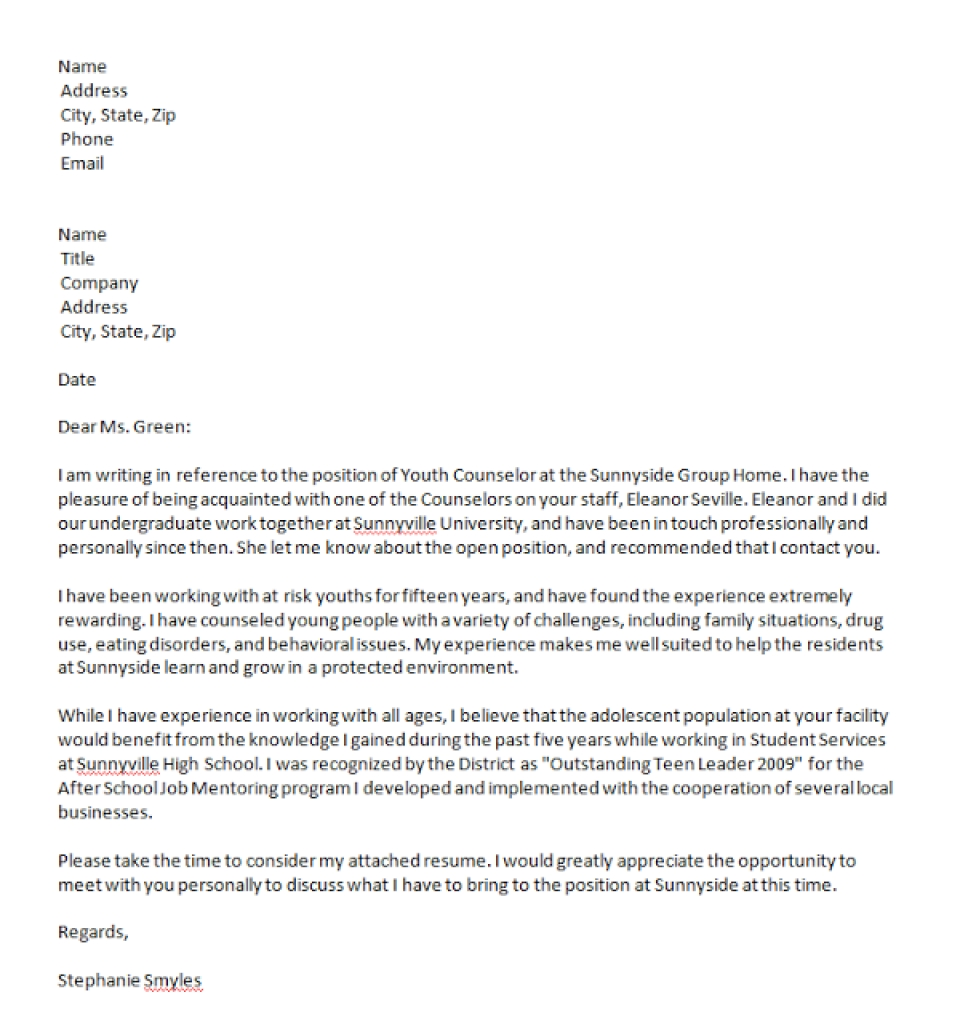 Name
Address
City, State, Zip
Phone
Email
Name
Title
Company
Address
City, State, Zip
Date
Dear Ms. Green:
I am writing in reference to the position of Youth Counselor at the Sunnyside Group Home. I have the
pleasure of being acquainted with one of the Counselors on your staff, Eleanor Seville. Eleanor and I did
our undergraduate work together at Sunnyville University, and have been in touch professionally and
personally since then. She let me know about the open position, and recommended that I contact you.
I have been working with at risk youths for fifteen years, and have found the experience extremely
rewarding. I have counseled young people with a variety of challenges, including family situations, drug
use, eating disorders, and behavioral issues. My experience makes me well suited to help the residents
at Sunnyside learn and grow in a protected environment.
While I have experience in working with all ages, I believe that the adolescent population at your facility
would benefit from the knowledge I gained during the past five years while working in Student Services
at Sunnyville High School. I was recognized by the District as "Outstanding Teen Leader 2009" for the
After School Job Mentoring program I developed and implemented with the cooperation of several local
businesses.
Please take the time to consider my attached resume. I would greatly appreciate the opportunity to
meet with you personally to discuss what I have to bring to the position at Sunnyside at this time.
Regards,
Stephanie Smyles